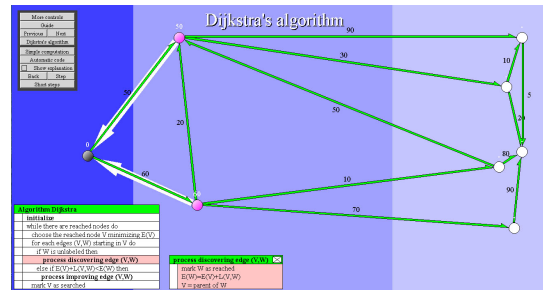 Dijkstra's algorithm
More controls
Guide
Previous Next
Dijkstra's algorithm
Simple computation
Automatic code
Show explanation
Back Step
Short steps
50
90
30
10
5
20
50
20
80
0
60
10
90
70
Algorithm Dijkstra
initialize
while there are reached nodes do
choose the reached node V minimizing E(V)
for each edges (V,W) starting in V do
if W is unlabeled then
process discovering edge (V,W)
else if E(V)+L(V,W)<E(W) then
process improving edge (V,W)
mark V as searched
process discovering edge (V,W)
mark W as reached
E(W)=E(V)+L(V,W)
V = parent of W